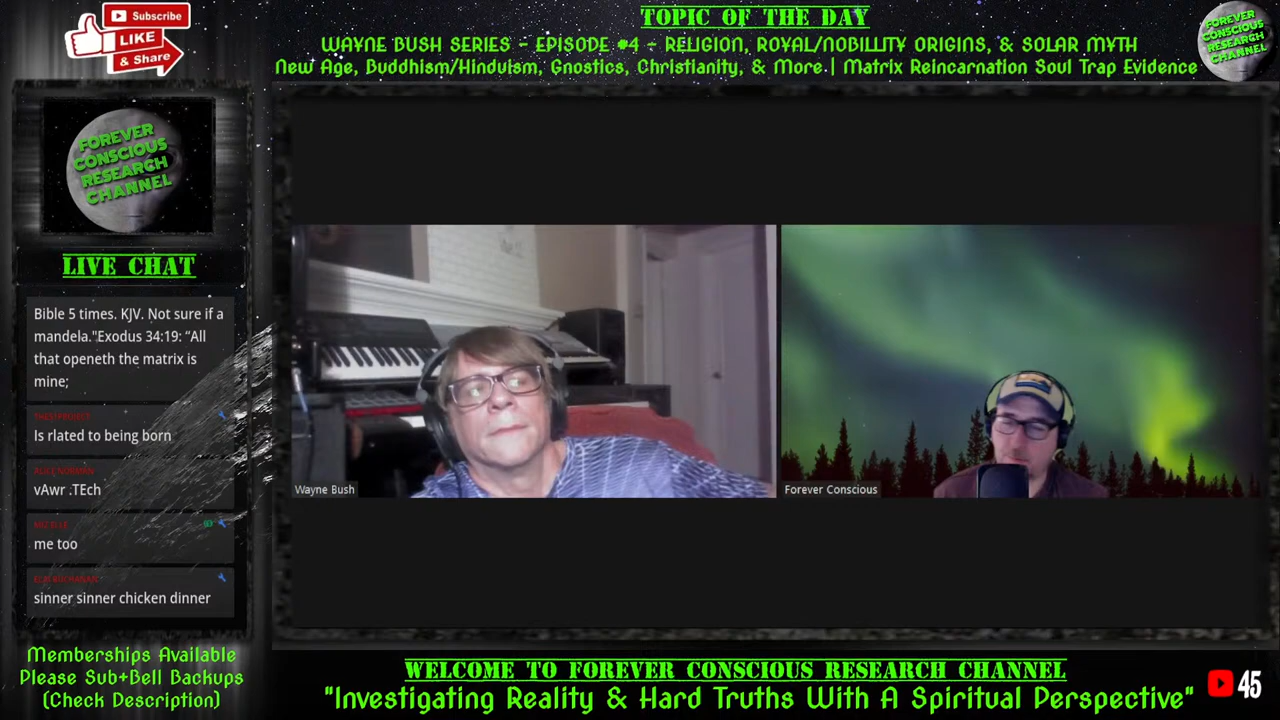 Subscribe
LIKE
& Share
TOPIC OF THE DAY
WAYNE BUSH SERIES - EPISODE #4 - RELIGION, ROYAL/NOBILLITY ORIGINS, & SOLAR MYTH
New Age, Buddhism/Hinduism, Gnostics, Christianity, & More | Matrix Reincarnation Soul Trap Evidence
FOREVER
CONSCIOUS
RESEARCH
CHANNEL
FOREVER
CONSCIOUS
RESEARCH
CHANNEL
LIVE CHAT
Bible 5 times. KJV. Not sure if a
mandela."Exodus 34:19: “All
that openeth the matrix is
mine;
Is rlated to being born
vAwr .TEch
me too
sinner sinner chicken dinner
Wayne Bush
Forever Conscious
Memberships Available
Please Sub+Bell Backups
(Check Description)
WELCOME TO FOREVER CONSCIOUS RESEARCH CHANNEL
"Investigating Reality & Hard Truths With A Spiritual Perspective"
45